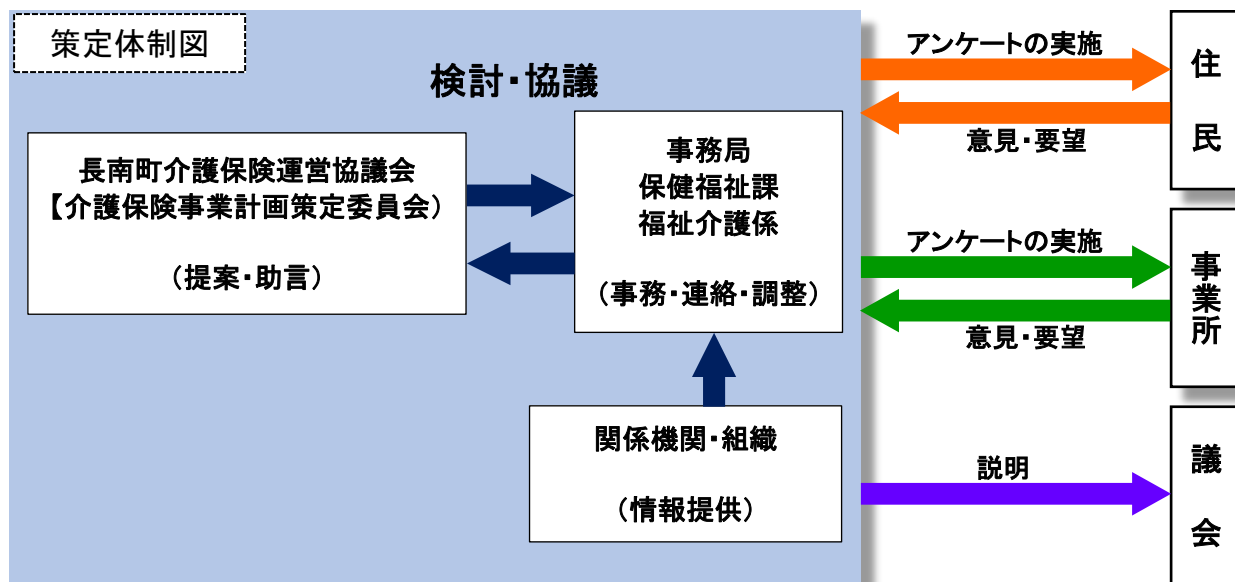 策定体制図
検討・協議
長南町介護保険運営協議会
【介護保険事業計画策定委員会）
（提案・助言）
事務局
保健福祉課
福祉介護係
（事務・連絡・調整）
関係機関・組織
（情報提供）
アンケートの実施
意見・要望
住民
アンケートの実施
意見・要望
事業所
説明
議会